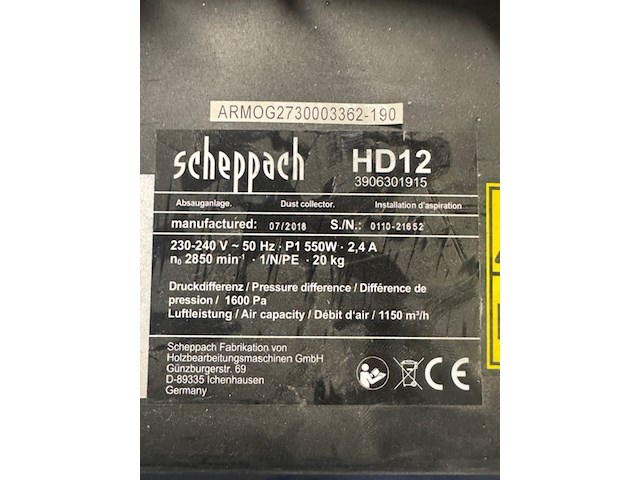 ARMOG2730003362-190
scheppach HD12
3906301915
Absauganlage. Dust collector. Installation d'aspiration
manufactured: 07/2018 S./N.: 0110-21652
230-240 V ~ 50 Hz · P1 550W · 2,4 A
n₀ 2850 min⁻¹ · 1/N/PE · 20 kg
Druckdifferenz / Pressure difference / Différence de
pression / 1600 Pa
Luftleistung / Air capacity / Débit d'air / 1150 m³/h
Scheppach Fabrikation von
Holzbearbeitungsmaschinen GmbH
Günzburgerstr. 69
D-89335 Ichenhausen
Germany
CE